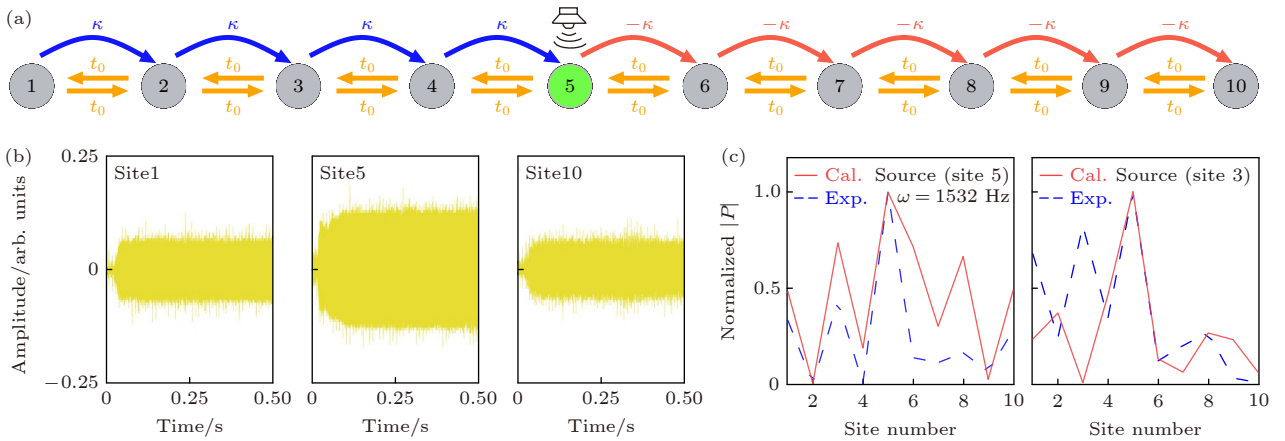 (a)
κ κ κ κ −κ −κ −κ −κ −κ
t₀ t₀ t₀ t₀ t₀ t₀ t₀ t₀ t₀
1 2 3 4 5 6 7 8 9 10
t₀ t₀ t₀ t₀ t₀ t₀ t₀ t₀ t₀
(b)
Amplitude/arb. units
0.25
0
−0.25
Site1
Site5
Site10
0 0.25 0.50
0 0.25 0.50
0 0.25 0.50
Time/s Time/s Time/s
(c)
Normalized |P|
1.0
0.5
0
Cal. Source (site 5)
Exp. ω = 1532 Hz
Cal. Source (site 3)
Exp.
2 4 6 8 10
2 4 6 8 10
Site number Site number